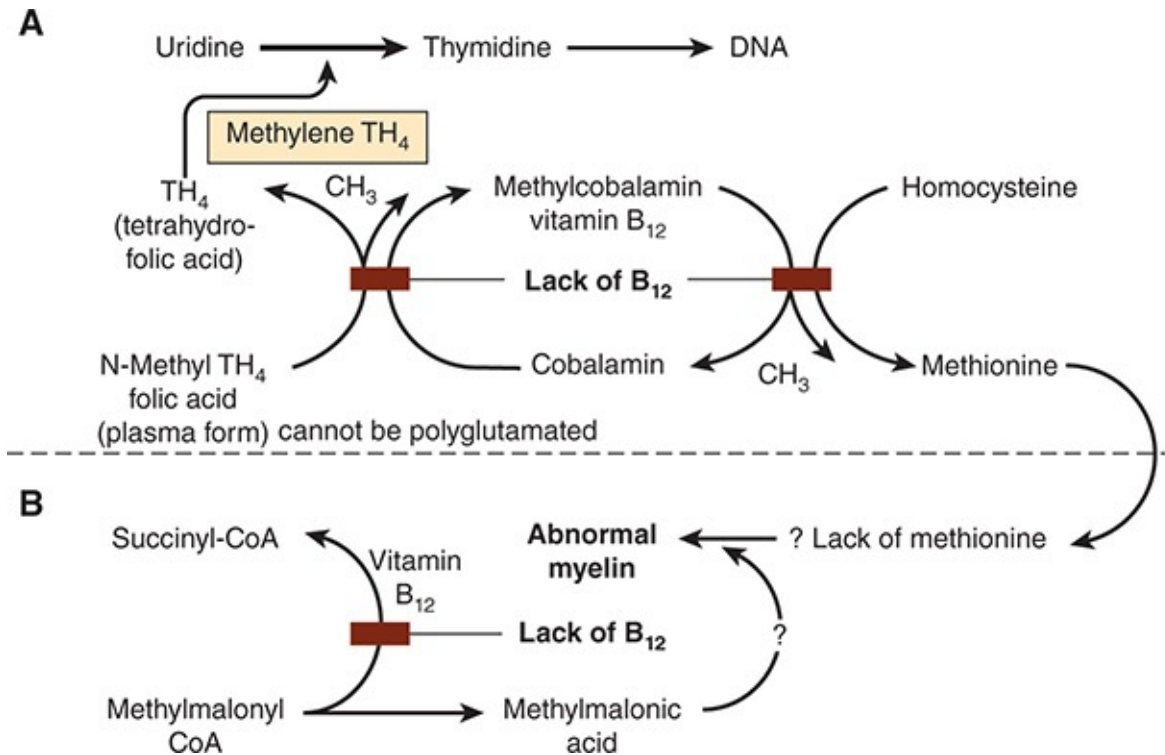 A
Uridine
Thymidine
DNA
Methylene TH₄
TH₄
(tetrahydro-
folic acid)
CH₃
Methylcobalamin
vitamin B₁₂
Homocysteine
Lack of B₁₂
N-Methyl TH₄
folic acid
(plasma form) cannot be polyglutamated
Cobalamin
CH₃
Methionine
B
Succinyl-CoA
Vitamin
B₁₂
Abnormal
myelin
? Lack of methionine
Lack of B₁₂
?
Methylmalonyl
CoA
Methylmalonic
acid